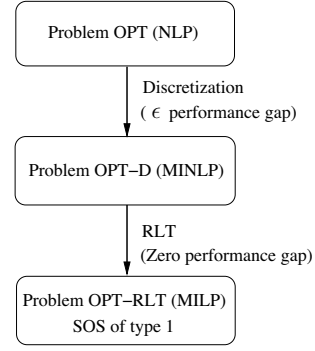 Problem OPT (NLP)
Discretization
( ϵ performance gap)
Problem OPT−D (MINLP)
RLT
(Zero performance gap)
Problem OPT−RLT (MILP)
SOS of type 1